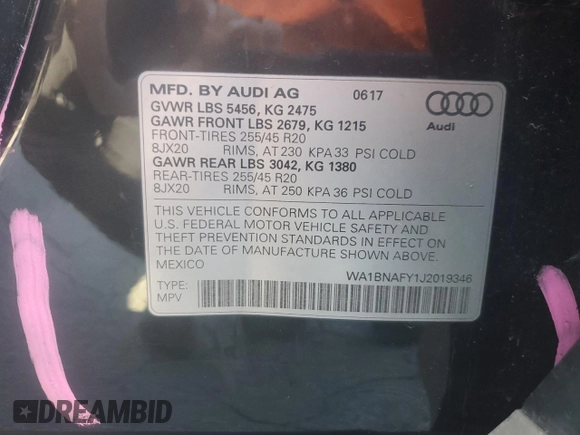 MFD. BY AUDI AG 0617
GVWR LBS 5456, KG 2475
GAWR FRONT LBS 2679, KG 1215
FRONT-TIRES 255/45 R20
8JX20 RIMS, AT 230 KPA 33 PSI COLD
GAWR REAR LBS 3042, KG 1380
REAR-TIRES 255/45 R20
8JX20 RIMS, AT 250 KPA 36 PSI COLD
Audi
THIS VEHICLE CONFORMS TO ALL APPLICABLE
U.S. FEDERAL MOTOR VEHICLE SAFETY AND
THEFT PREVENTION STANDARDS IN EFFECT ON
THE DATE OF MANUFACTURE SHOWN ABOVE.
MEXICO
WA1BNAFY1J2019346
TYPE:
MPV
DREAMBID